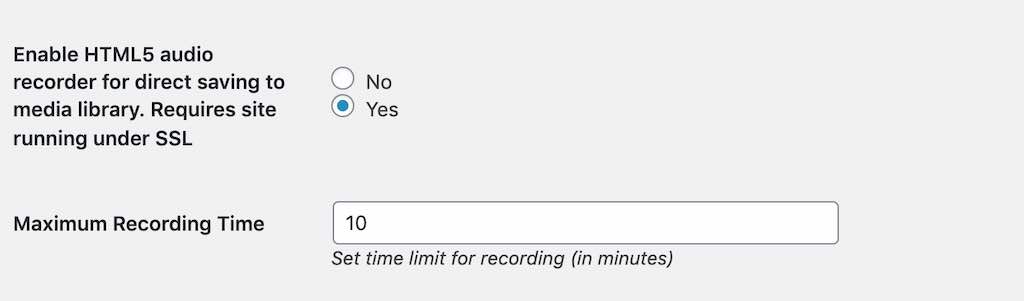 Enable HTML5 audio
recorder for direct saving to
media library. Requires site
running under SSL
No
Yes
Maximum Recording Time
10
Set time limit for recording (in minutes)